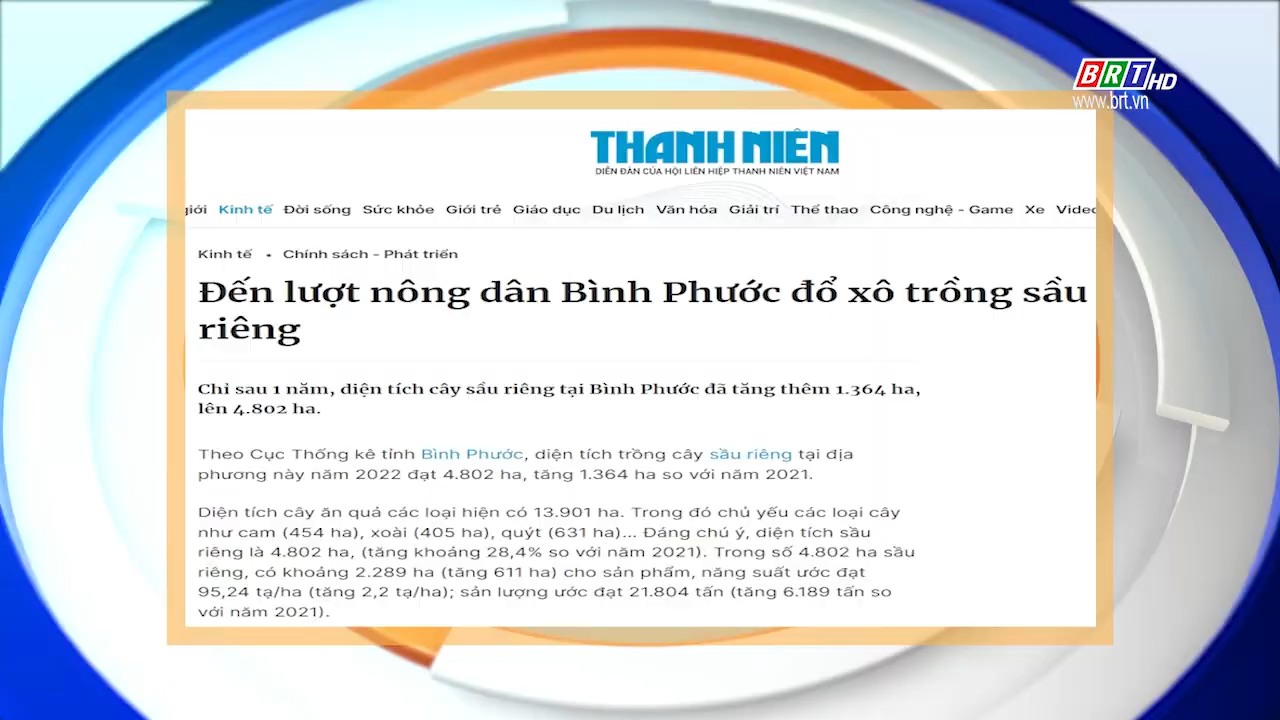 BRT HD
www.brt.vn
THANH NIÊN
DIỄN ĐÀN CỦA HỘI LIÊN HIỆP THANH NIÊN VIỆT NAM
giới Kinh tế Đời sống Sức khỏe Giới trẻ Giáo dục Du lịch Văn hóa Giải trí Thể thao Công nghệ - Game Xe Video
Kinh tế • Chính sách - Phát triển
Đến lượt nông dân Bình Phước đổ xô trồng sầu
riêng
Chỉ sau 1 năm, diện tích cây sầu riêng tại Bình Phước đã tăng thêm 1.364 ha,
lên 4.802 ha.
Theo Cục Thống kê tỉnh Bình Phước, diện tích trồng cây sầu riêng tại địa
phương này năm 2022 đạt 4.802 ha, tăng 1.364 ha so với năm 2021.
Diện tích cây ăn quả các loại hiện có 13.901 ha. Trong đó chủ yếu các loại cây
như cam (454 ha), xoài (405 ha), quýt (631 ha)... Đáng chú ý, diện tích sầu
riêng là 4.802 ha, (tăng khoảng 28,4% so với năm 2021). Trong số 4.802 ha sầu
riêng, có khoảng 2.289 ha (tăng 611 ha) cho sản phẩm, năng suất ước đạt
95,24 tạ/ha (tăng 2,2 tạ/ha); sản lượng ước đạt 21.804 tấn (tăng 6.189 tấn so
với năm 2021).